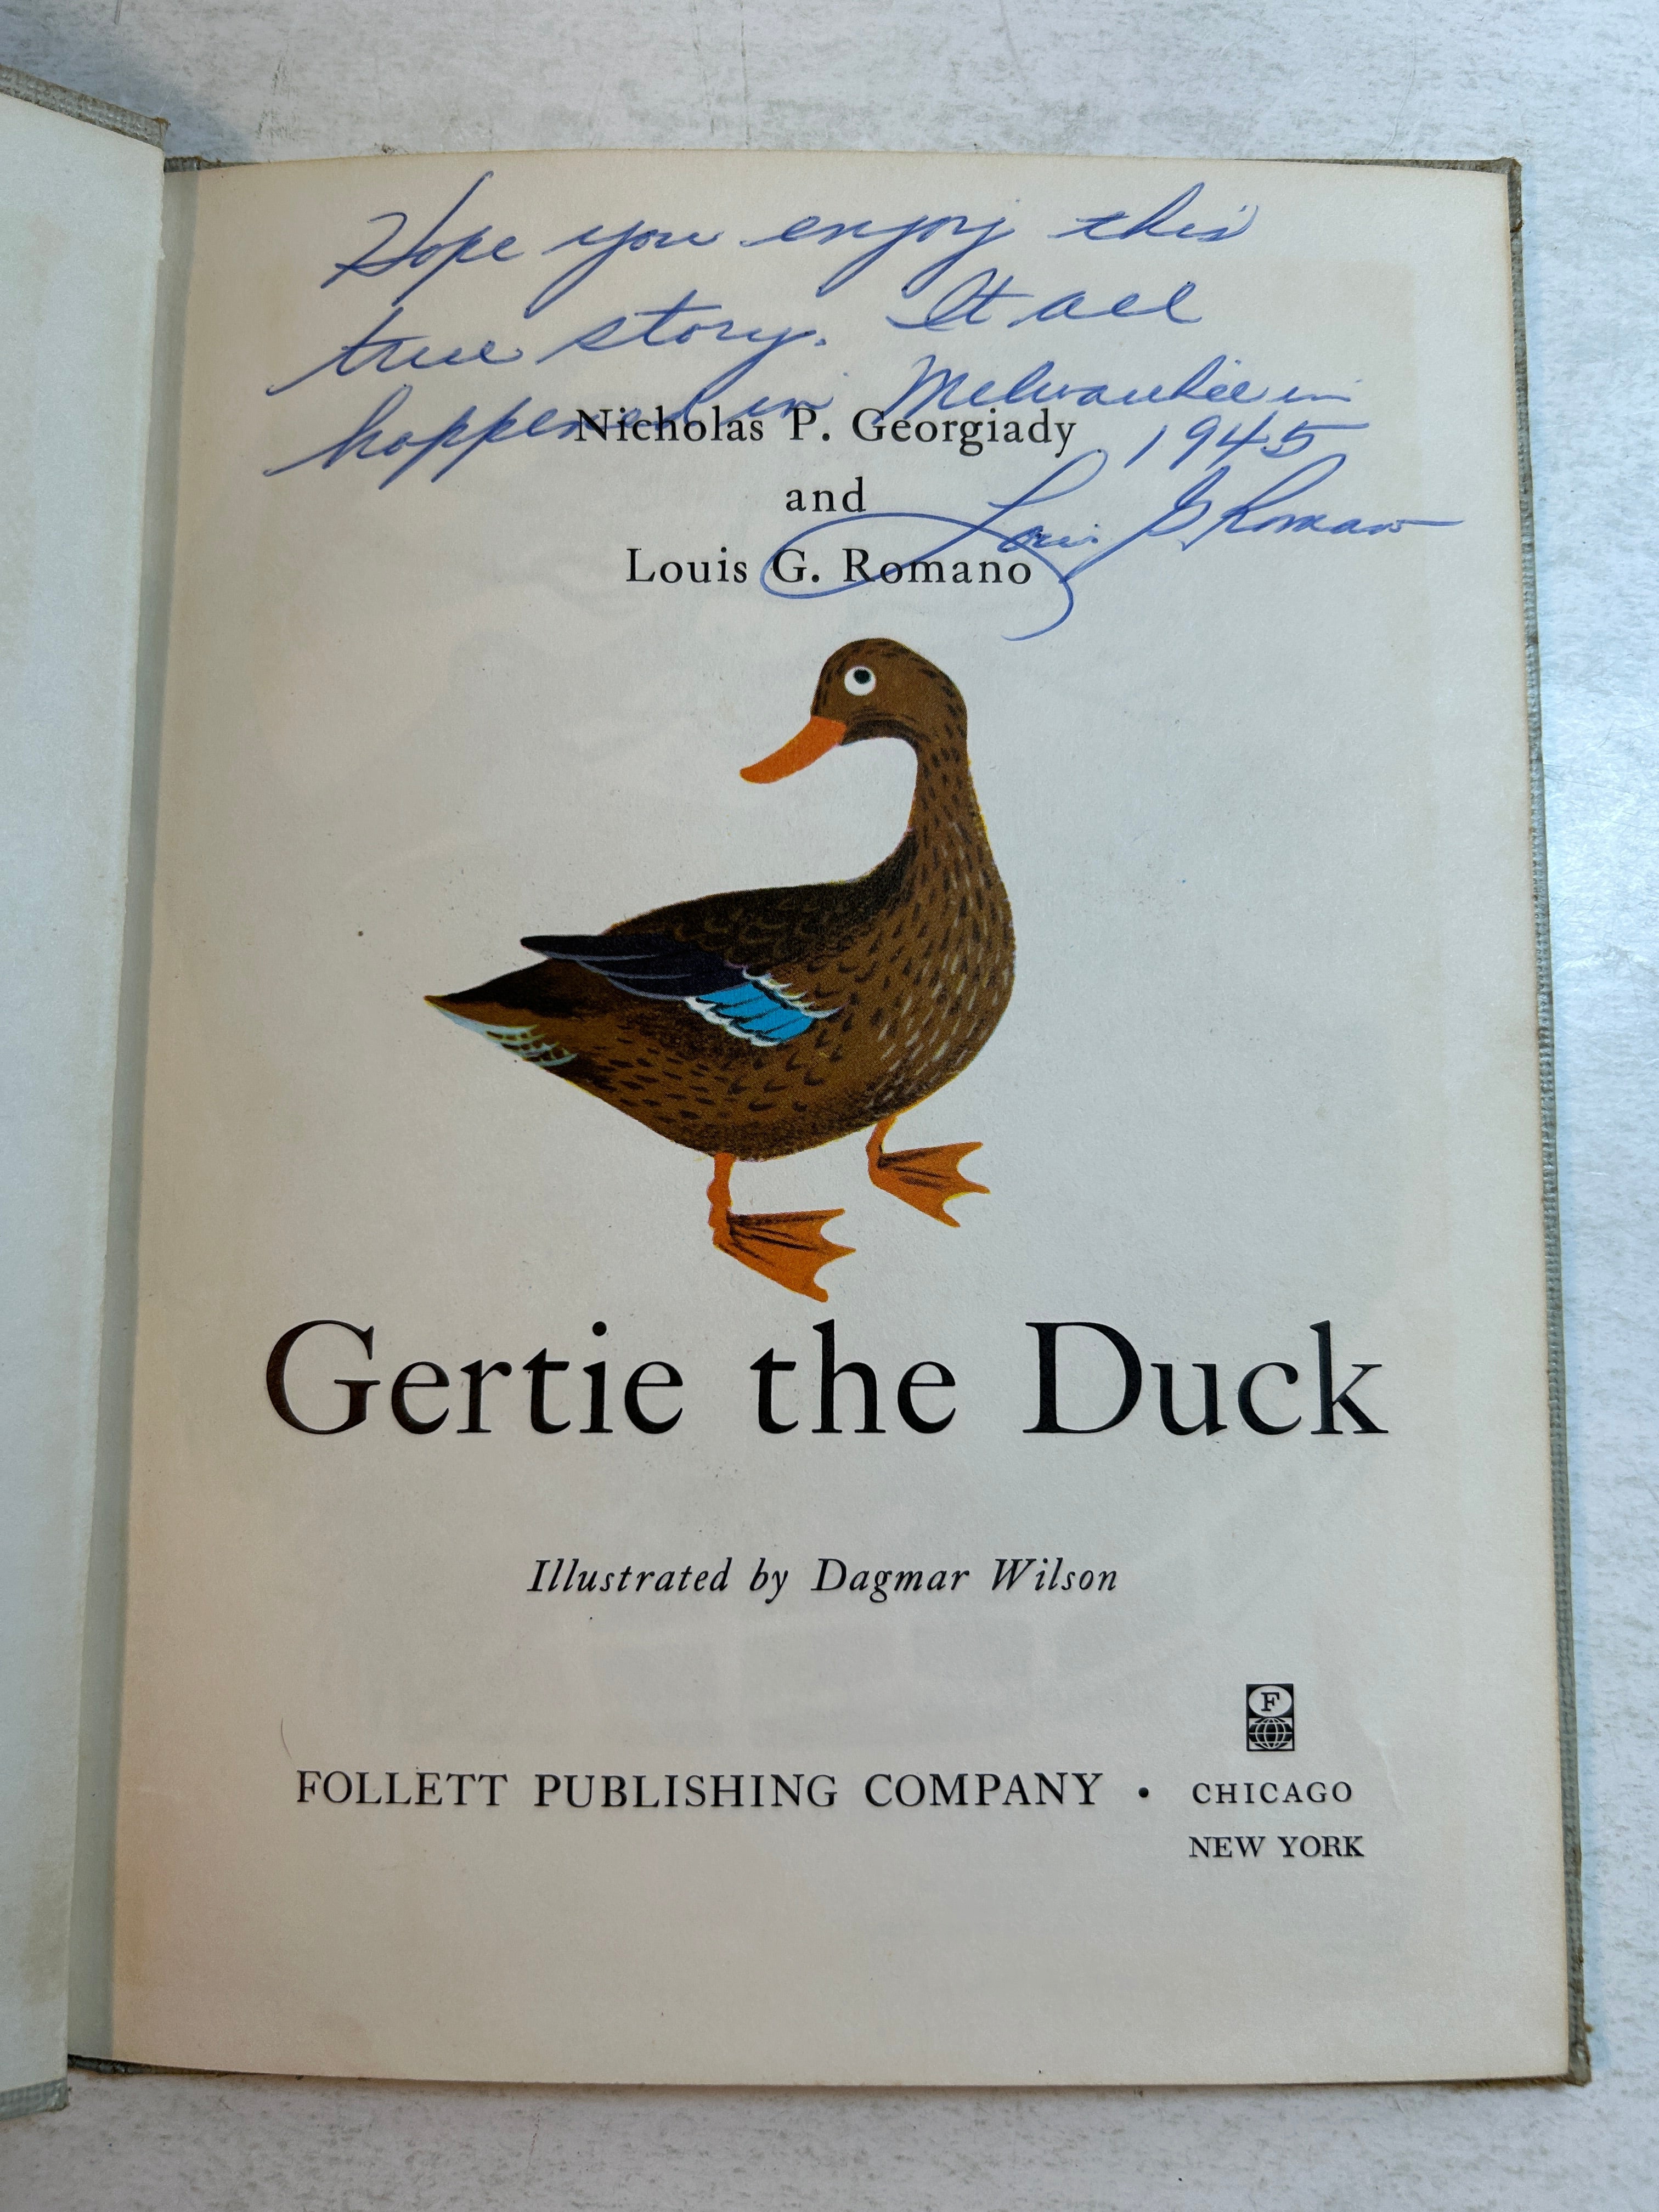 Hope you enjoy this
true story. It all
happened in Milwaukee in
1945
Louis G Romano
Nicholas P. Georgiady
and
Louis G. Romano
Gertie the Duck
Illustrated by Dagmar Wilson
F
FOLLETT PUBLISHING COMPANY • CHICAGO
NEW YORK